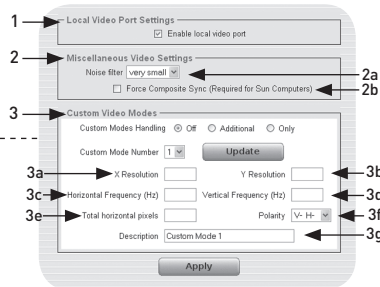 1 Local Video Port Settings
Enable local video port
2 Miscellaneous Video Settings
Noise filter very small 2a
Force Composite Sync (Required for Sun Computers) 2b
3 Custom Video Modes
Custom Modes Handling Off Additional Only
Custom Mode Number 1 Update
3a X Resolution Y Resolution 3b
3c Horizontal Frequency (Hz) Vertical Frequency (Hz) 3d
3e Total horizontal pixels Polarity V- H- 3f
Description Custom Mode 1 3g
Apply